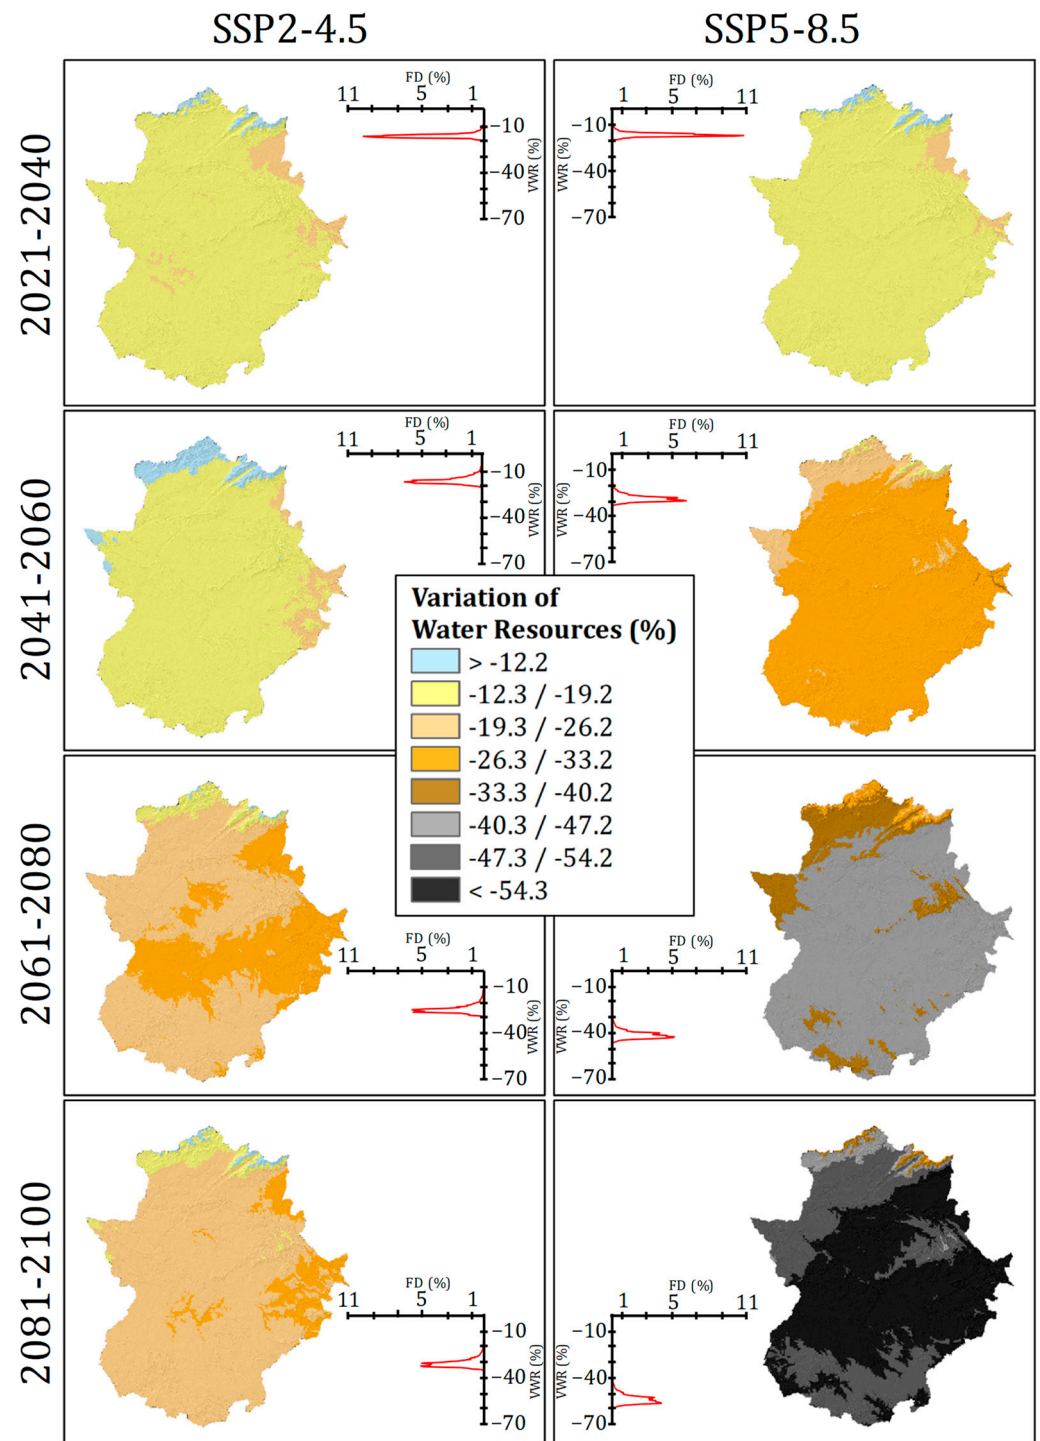 SSP2-4.5
SSP5-8.5
2021-2040
FD (%)
11 5 1
−10
−40
−70
VWR (%)
FD (%)
1 5 11
−10
−40
−70
VWR (%)
2041-2060
FD (%)
11 5 1
−10
−40
−70
VWR (%)
FD (%)
1 5 11
−10
−40
−70
VWR (%)
Variation of
Water Resources (%)
> -12.2
-12.3 / -19.2
-19.3 / -26.2
-26.3 / -33.2
-33.3 / -40.2
-40.3 / -47.2
-47.3 / -54.2
< -54.3
2061-2080
FD (%)
11 5 1
−10
−40
−70
VWR (%)
FD (%)
1 5 11
−10
−40
−70
VWR (%)
2081-2100
FD (%)
11 5 1
−10
−40
−70
VWR (%)
FD (%)
1 5 11
−10
−40
−70
VWR (%)